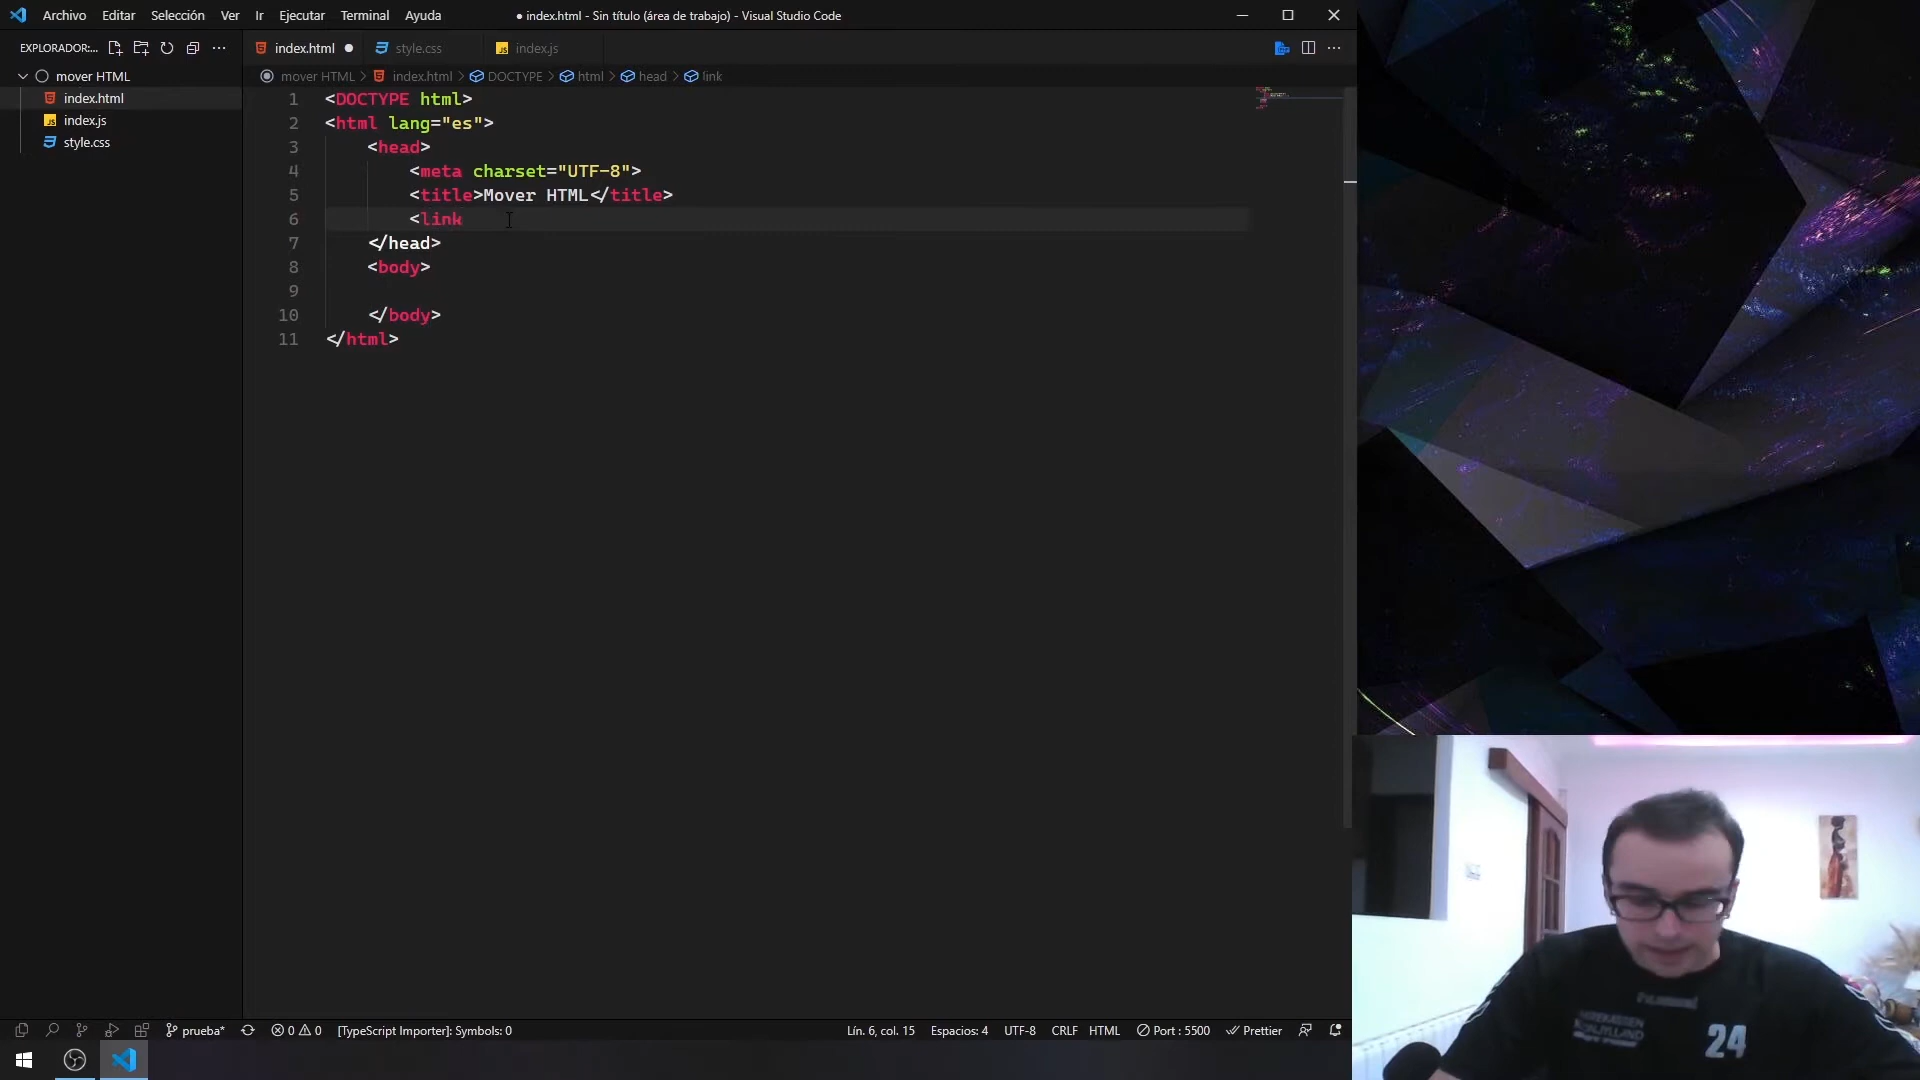 Archivo Editar Selección Ver Ir Ejecutar Terminal Ayuda
● index.html - Sin título (área de trabajo) - Visual Studio Code
EXPLORADOR:...
index.html ●
style.css
index.js
mover HTML
mover HTML > index.html > DOCTYPE > html > head > link
index.html
index.js
style.css
1 <DOCTYPE html>
2 <html lang="es">
3 <head>
4 <meta charset="UTF-8">
5 <title>Mover HTML</title>
6 <link
7 </head>
8 <body>
9
10 </body>
11 </html>
24
prueba* 0 0 [TypeScript Importer]: Symbols: 0 Lín. 6, col. 15 Espacios: 4 UTF-8 CRLF HTML Port : 5500 Prettier